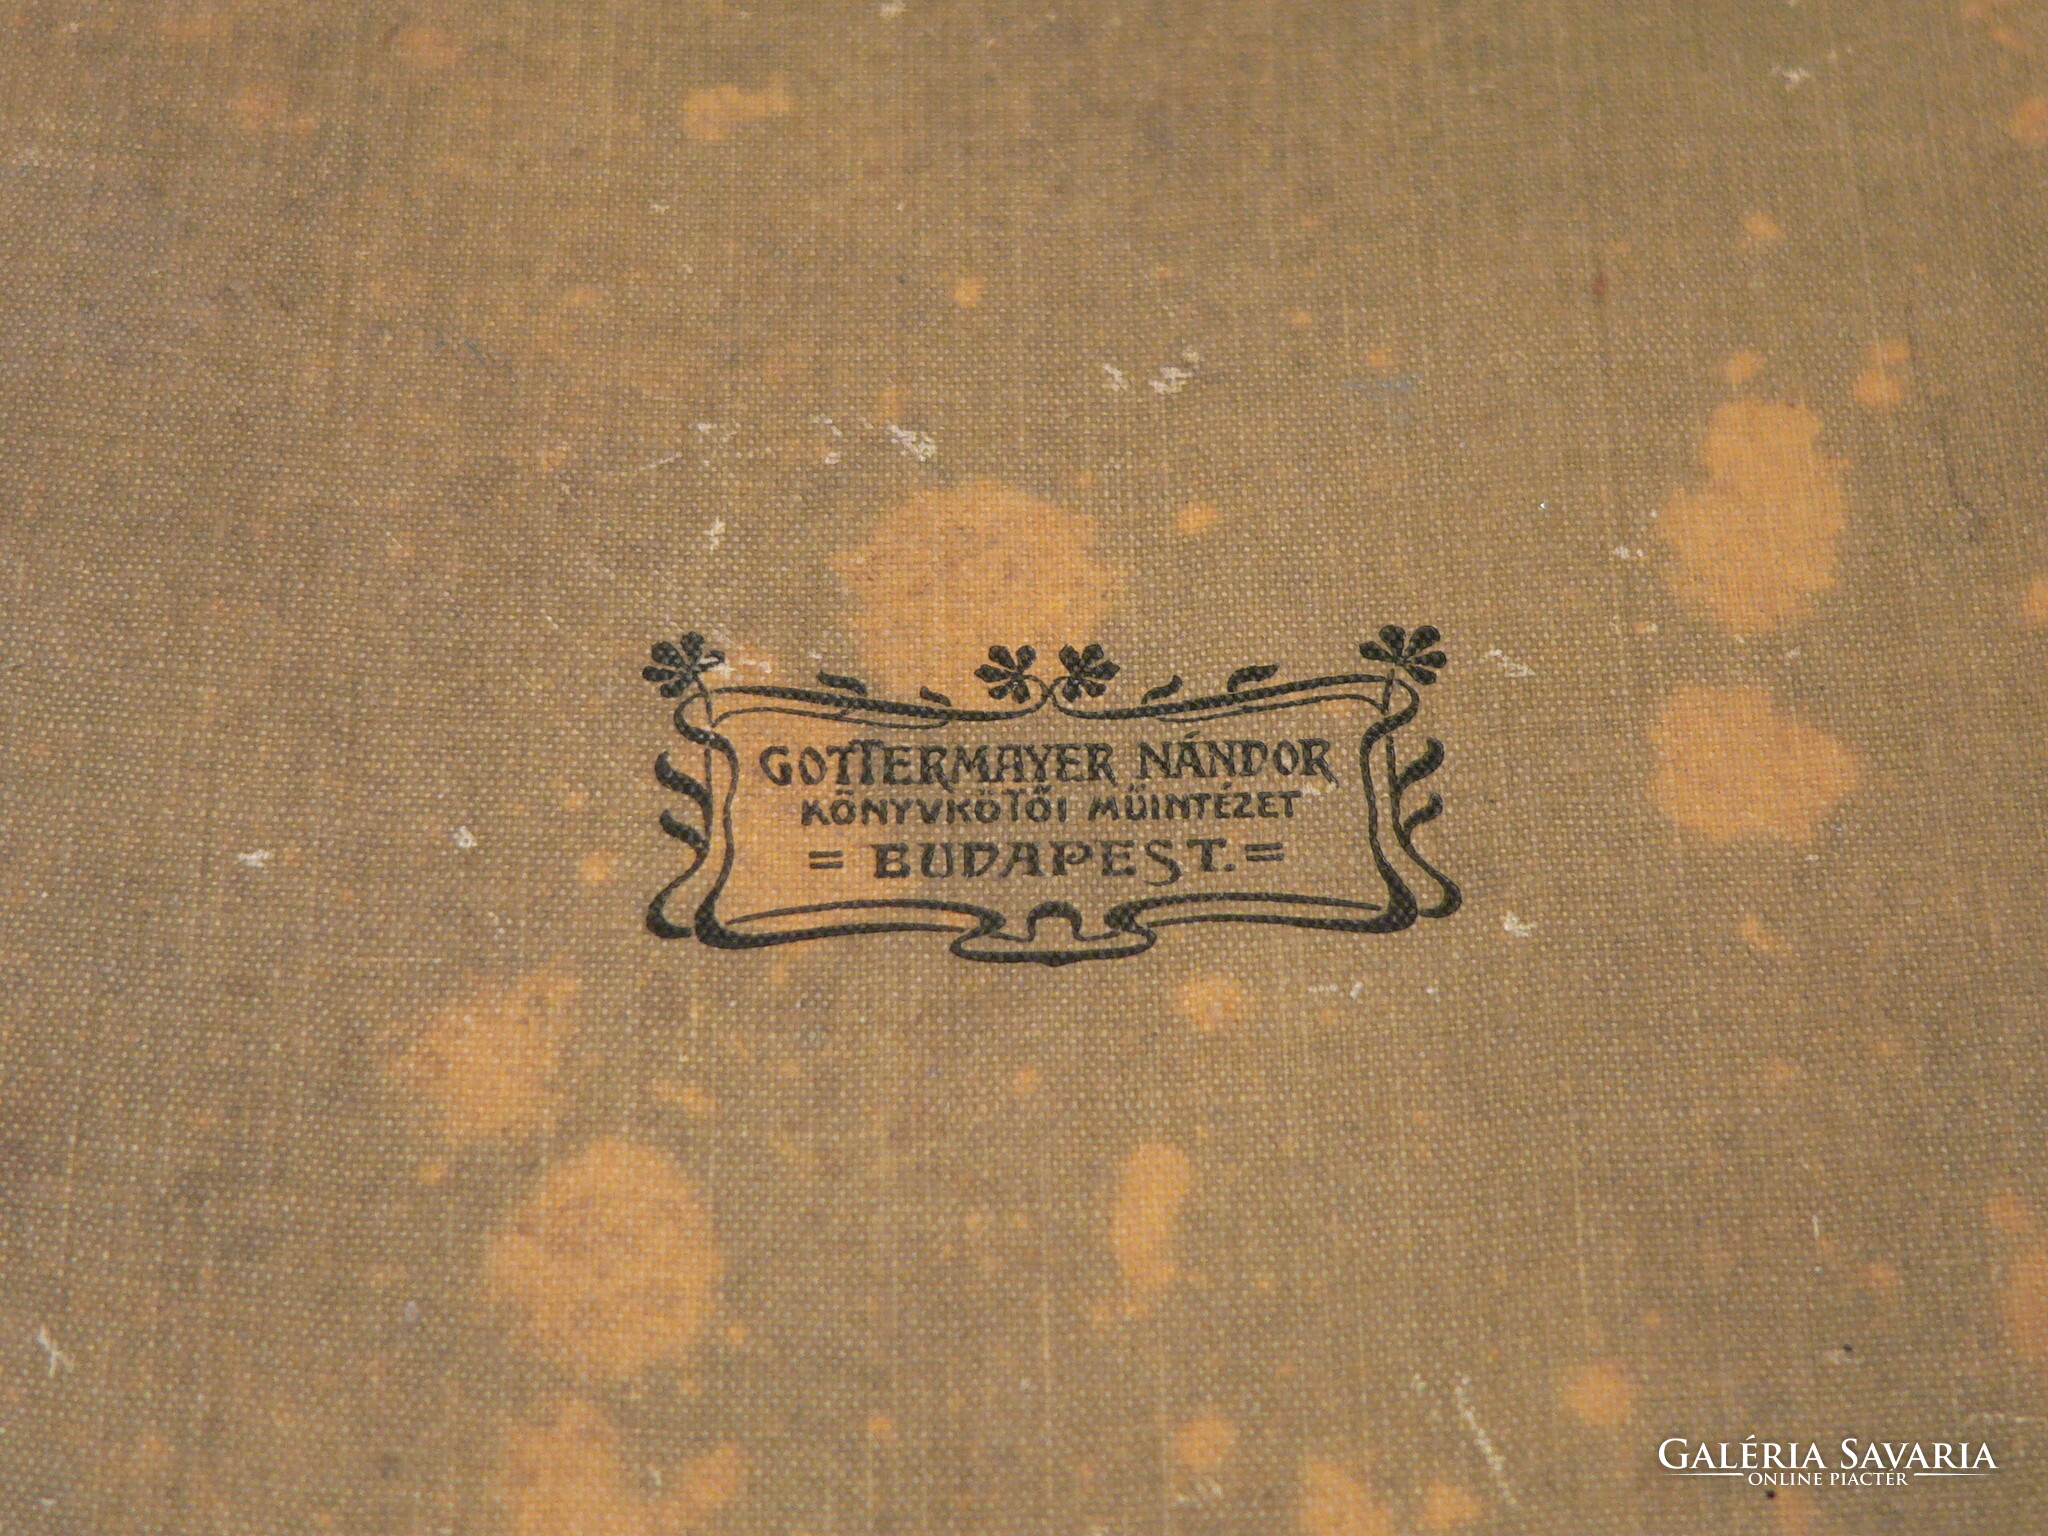 GOTTERMAYER NÁNDOR
KÖNYVKÖTŐI MŰINTÉZET
= BUDAPEST. =
GALÉRIA SAVARIA
ONLINE PIACTÉR